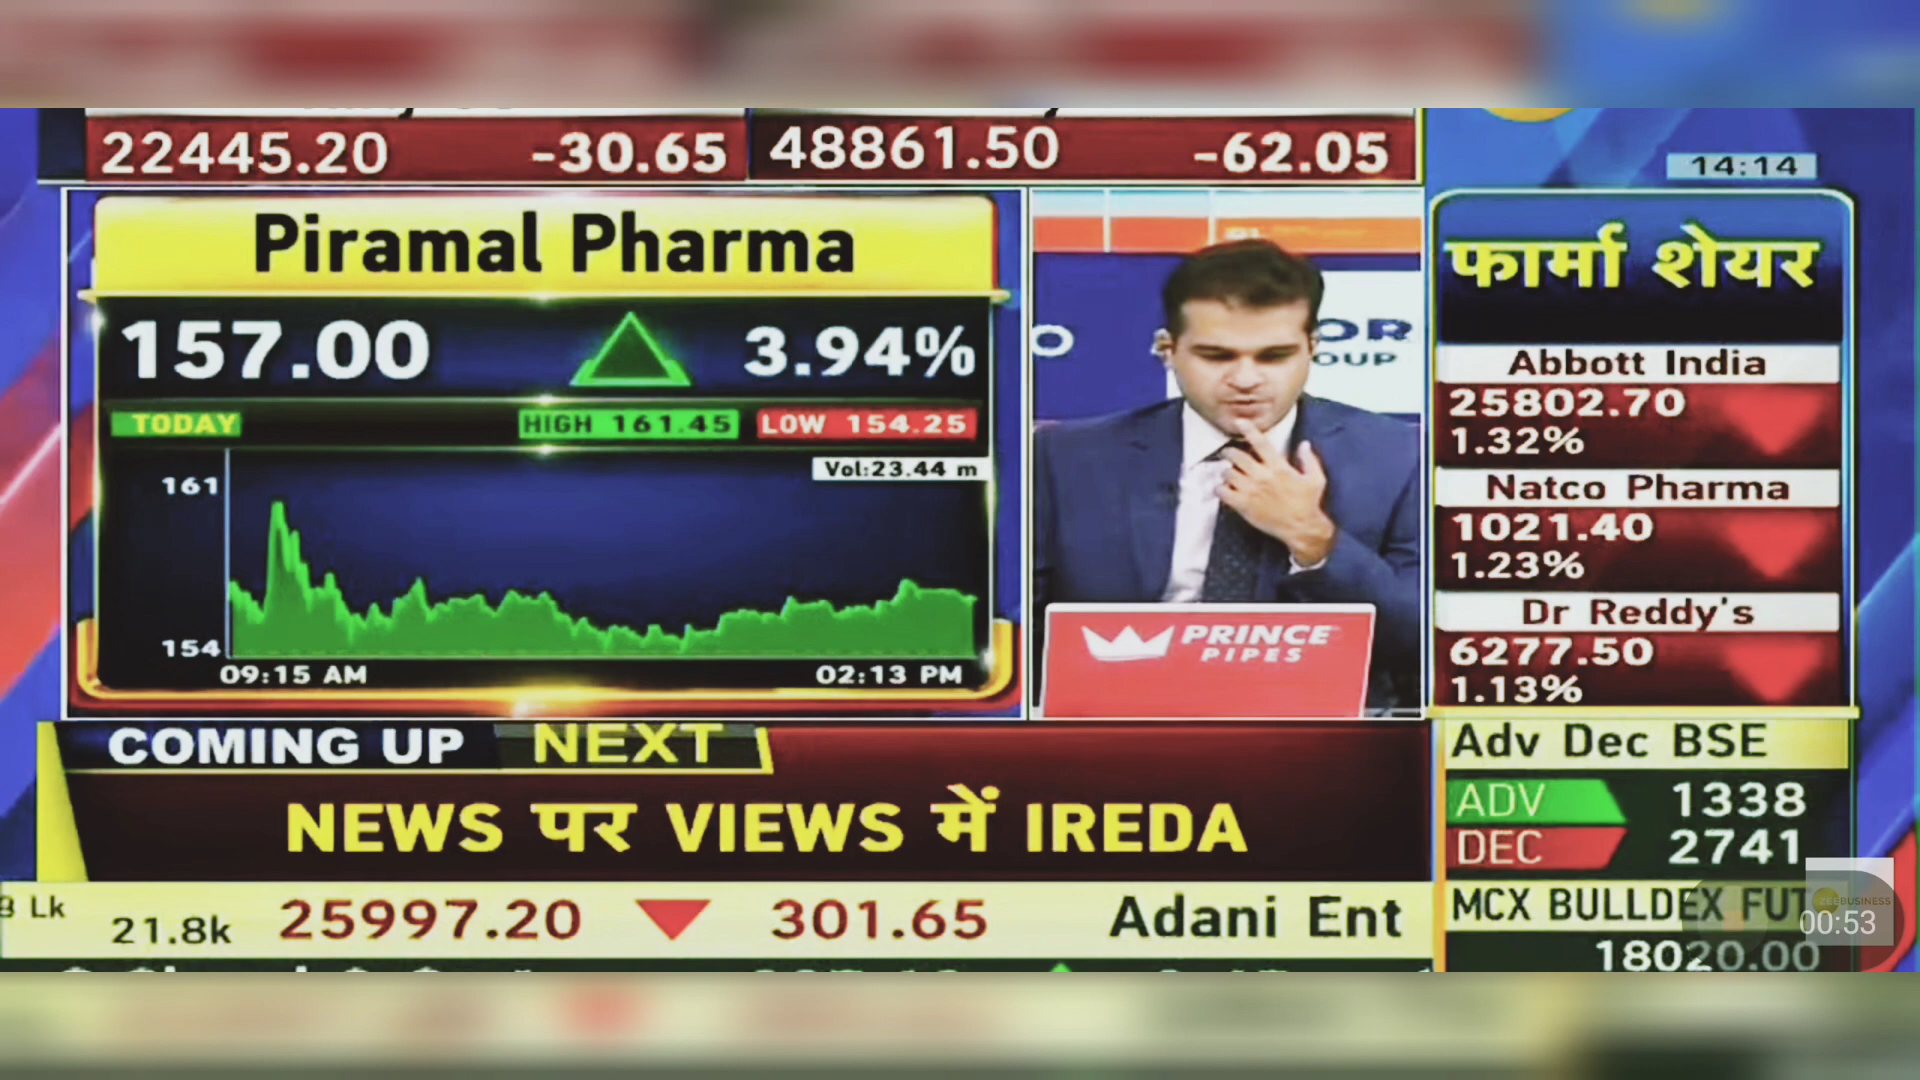 22445.20 -30.65 48861.50 -62.05
14:14
Piramal Pharma
157.00 3.94%
TODAY HIGH 161.45 LOW 154.25
Vol:23.44 m
161
154
09:15 AM 02:13 PM
OUP
PRINCE
PIPES
फार्मा शेयर
Abbott India
25802.70
1.32%
Natco Pharma
1021.40
1.23%
Dr Reddy's
6277.50
1.13%
COMING UP NEXT
NEWS पर VIEWS में IREDA
Adv Dec BSE
ADV 1338
DEC 2741
MCX BULLDEX FUT
18020.00
ZEEBUSINESS
00:53
Lk 21.8k 25997.20 301.65 Adani Ent